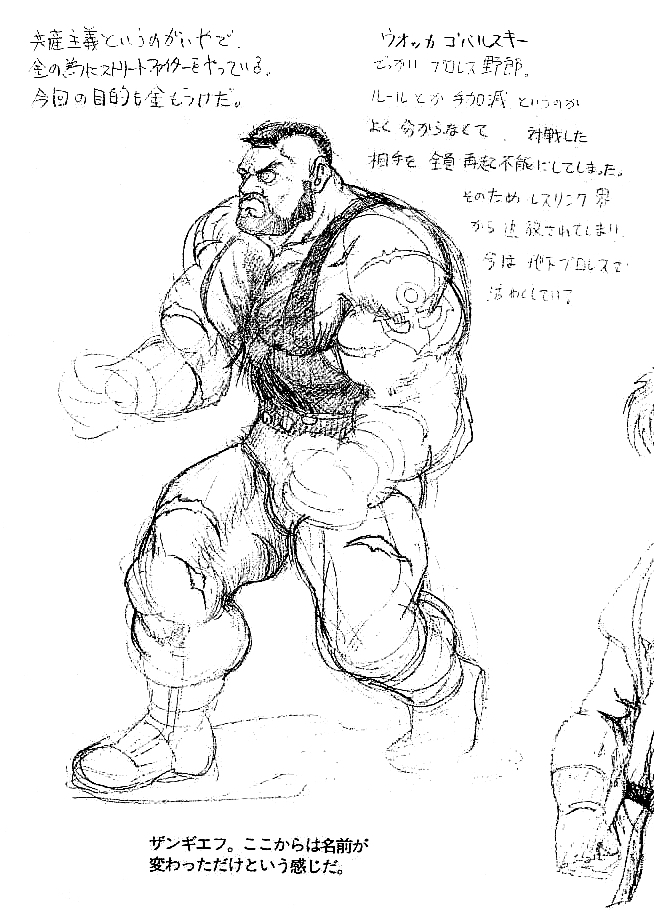 共産主義というのがいやで、
金の為にストリートファイターをやっている。
今回の目的も金もうけだ。
ウオッカ ゴバルスキー
でっかい プロレス野郎。
ルールとか 手加減 というのが
よく 分からなくて、対戦した
相手を 全員 再起不能にしてしまった。
そのため レスリング 界
から 追放されてしまい
今は 地下プロレスで
活やくしていて
ザンギエフ。ここからは名前が
変わっただけという感じだ。